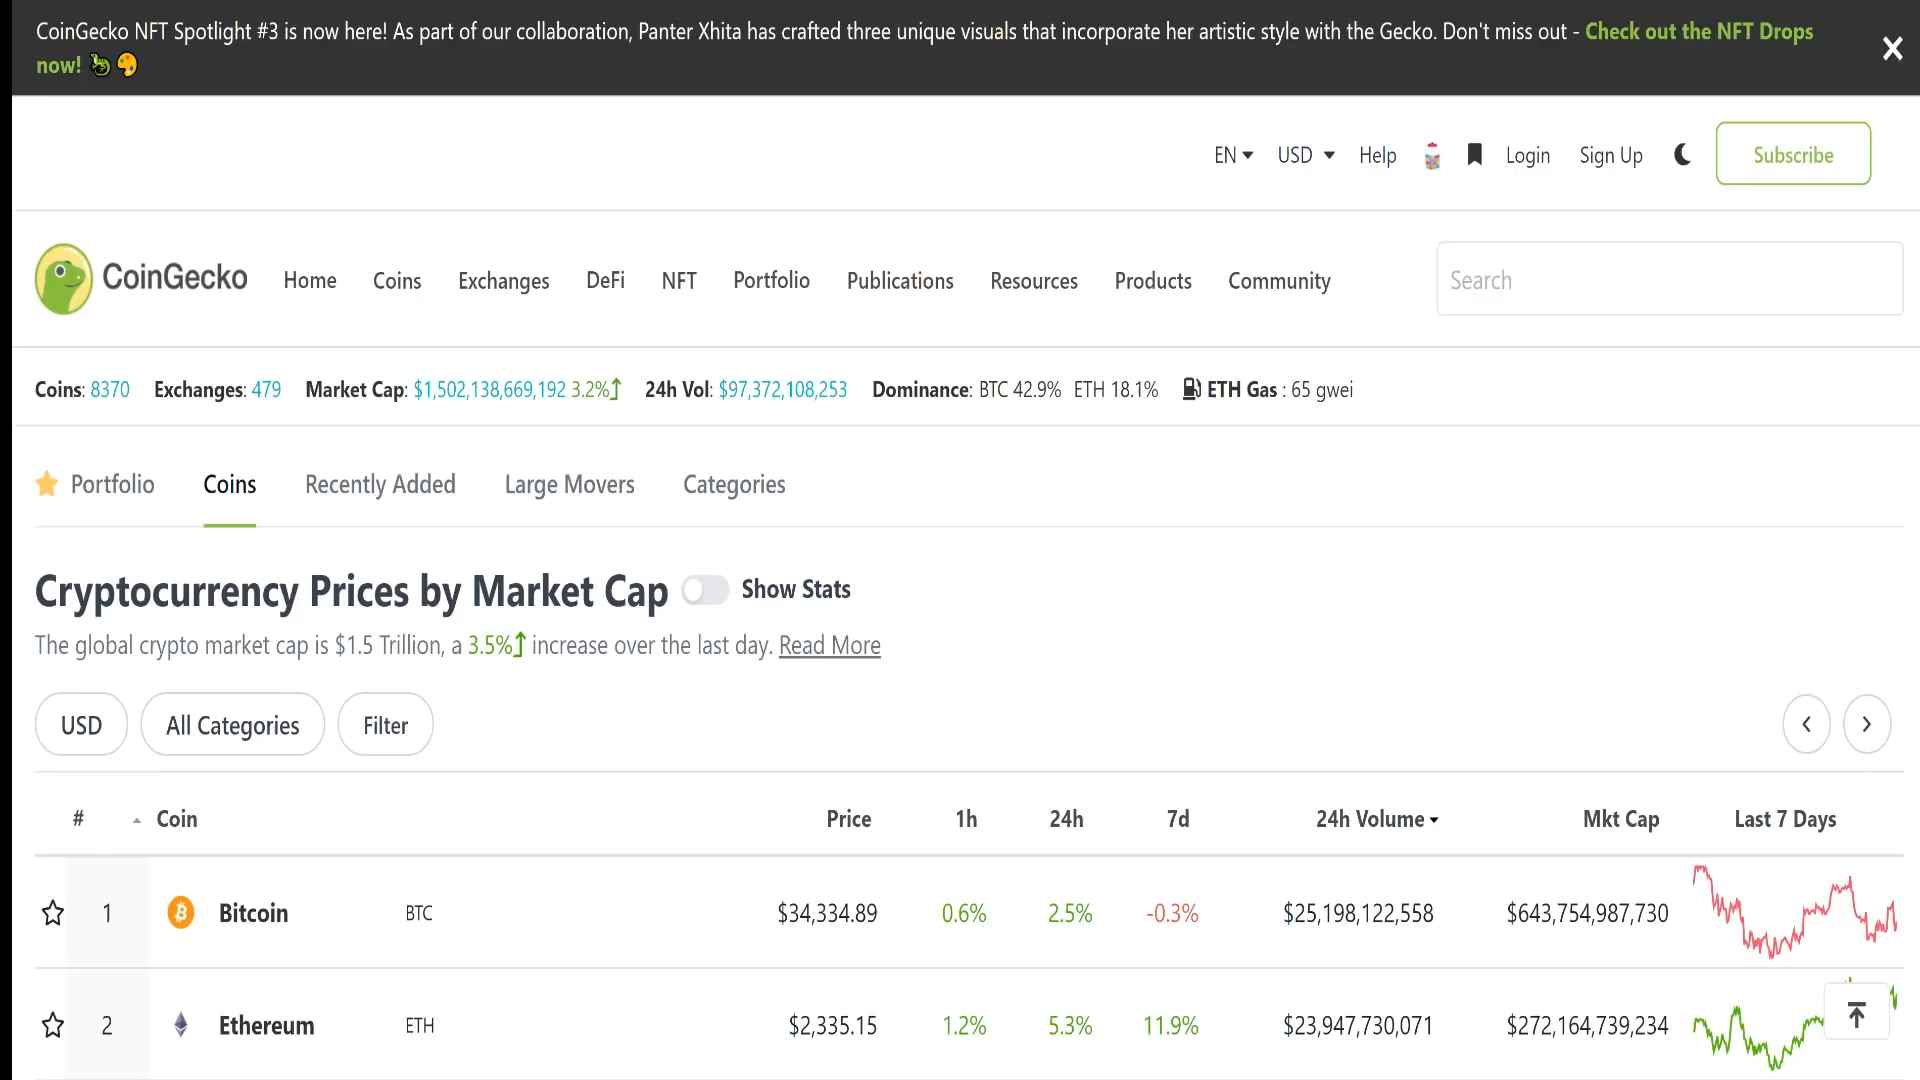 CoinGecko NFT Spotlight #3 is now here! As part of our collaboration, Panter Xhita has crafted three unique visuals that incorporate her artistic style with the Gecko. Don't miss out - Check out the NFT Drops
now!
EN USD Help Login Sign Up Subscribe
CoinGecko Home Coins Exchanges DeFi NFT Portfolio Publications Resources Products Community Search
Coins: 8370 Exchanges: 479 Market Cap: $1,502,138,669,192 3.2% 24h Vol: $97,372,108,253 Dominance: BTC 42.9% ETH 18.1% ETH Gas : 65 gwei
Portfolio Coins Recently Added Large Movers Categories
Cryptocurrency Prices by Market Cap Show Stats
The global crypto market cap is $1.5 Trillion, a 3.5% increase over the last day. Read More
USD All Categories Filter
# Coin Price 1h 24h 7d 24h Volume Mkt Cap Last 7 Days
1 Bitcoin BTC $34,334.89 0.6% 2.5% -0.3% $25,198,122,558 $643,754,987,730
2 Ethereum ETH $2,335.15 1.2% 5.3% 11.9% $23,947,730,071 $272,164,739,234